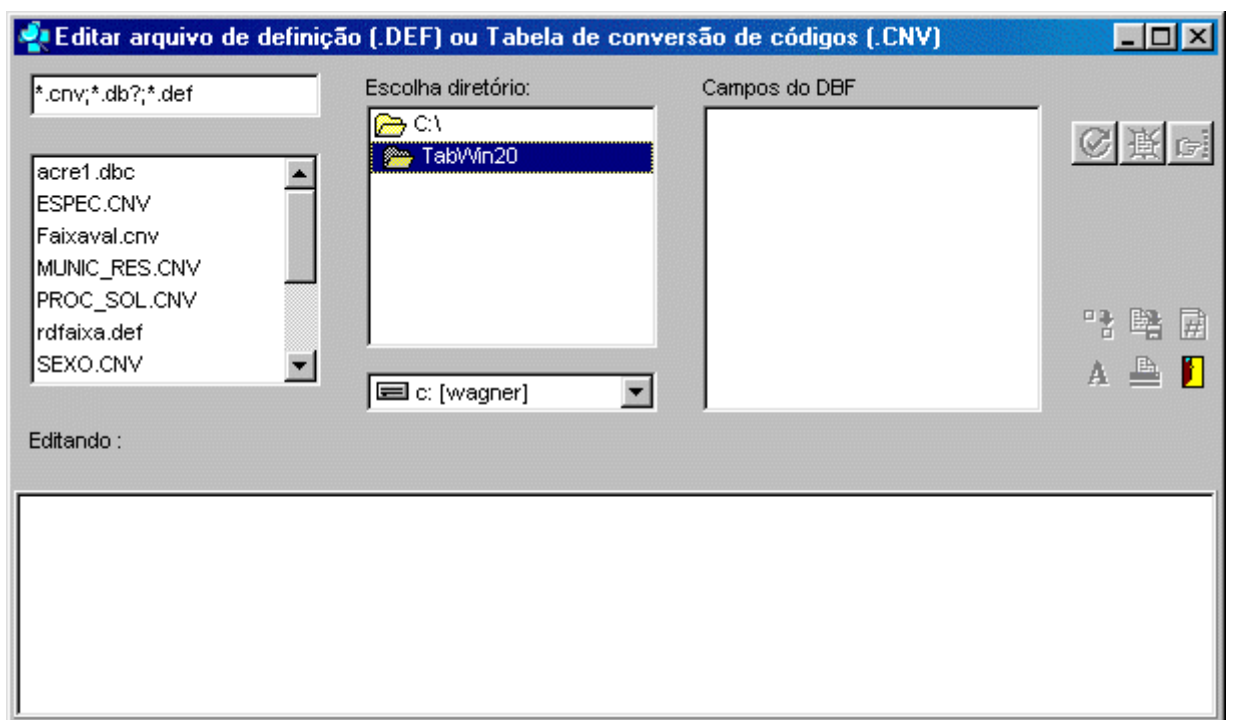 Editar arquivo de definição (.DEF) ou Tabela de conversão de códigos (.CNV)
*.cnv;*.db?;*.def
Escolha diretório:
Campos do DBF
C:\
TabWin20
acre1.dbc
ESPEC.CNV
Faixaval.cnv
MUNIC_RES.CNV
PROC_SOL.CNV
rdfaixa.def
SEXO.CNV
c: [wagner]
Editando :
#
A